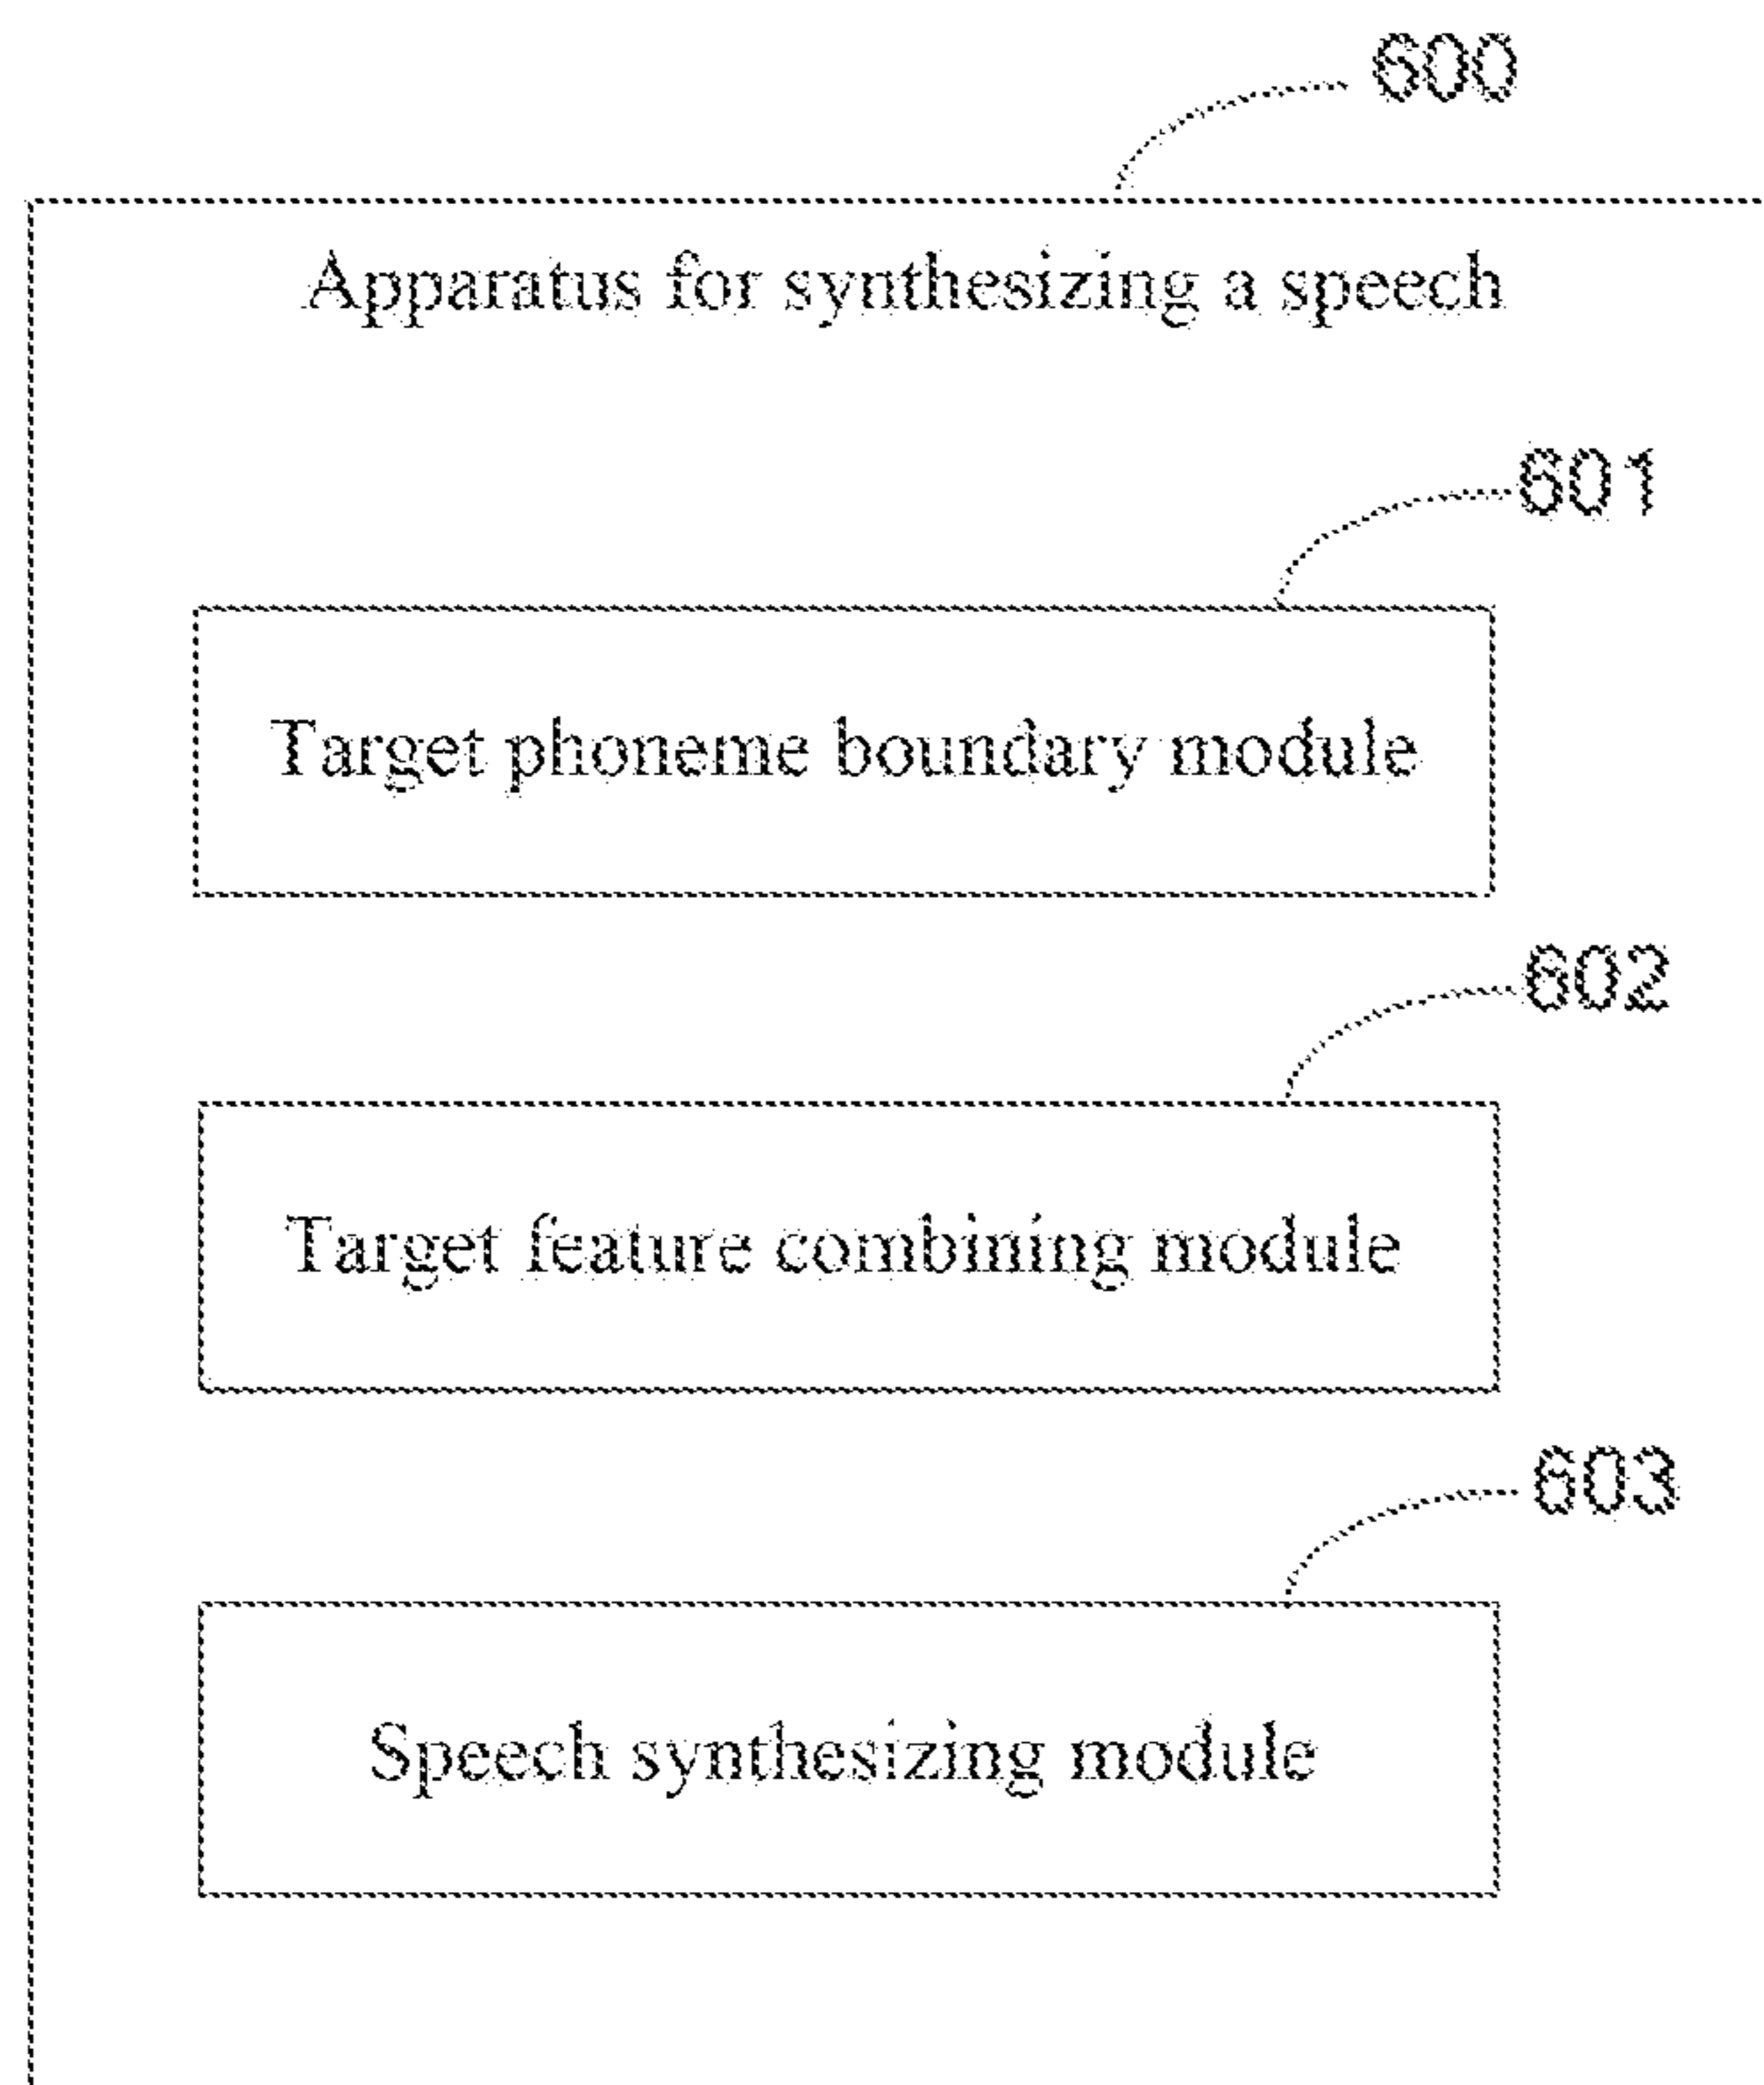 600
Apparatus for synthesizing a speech
601
Target phoneme boundary module
602
Target feature combining module
603
Speech synthesizing module